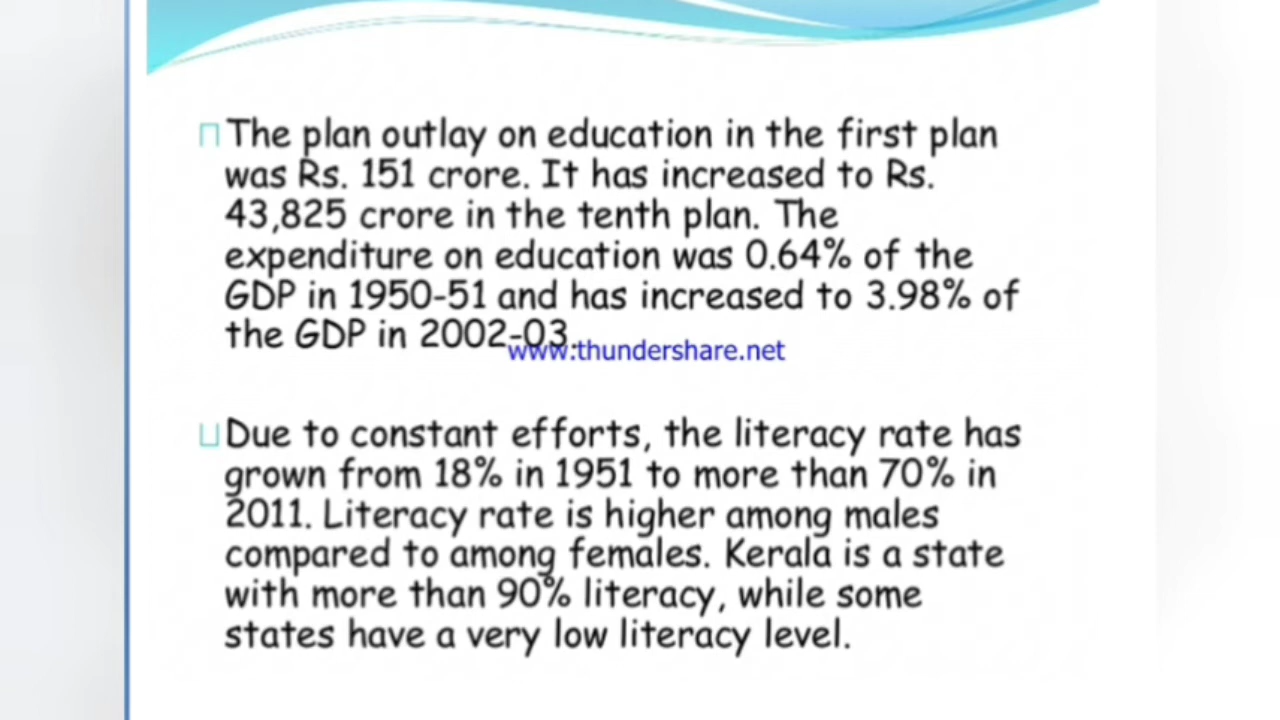 The plan outlay on education in the first plan
was Rs. 151 crore. It has increased to Rs.
43,825 crore in the tenth plan. The
expenditure on education was 0.64% of the
GDP in 1950-51 and has increased to 3.98% of
the GDP in 2002-03.
www.thundershare.net
Due to constant efforts, the literacy rate has
grown from 18% in 1951 to more than 70% in
2011. Literacy rate is higher among males
compared to among females. Kerala is a state
with more than 90% literacy, while some
states have a very low literacy level.